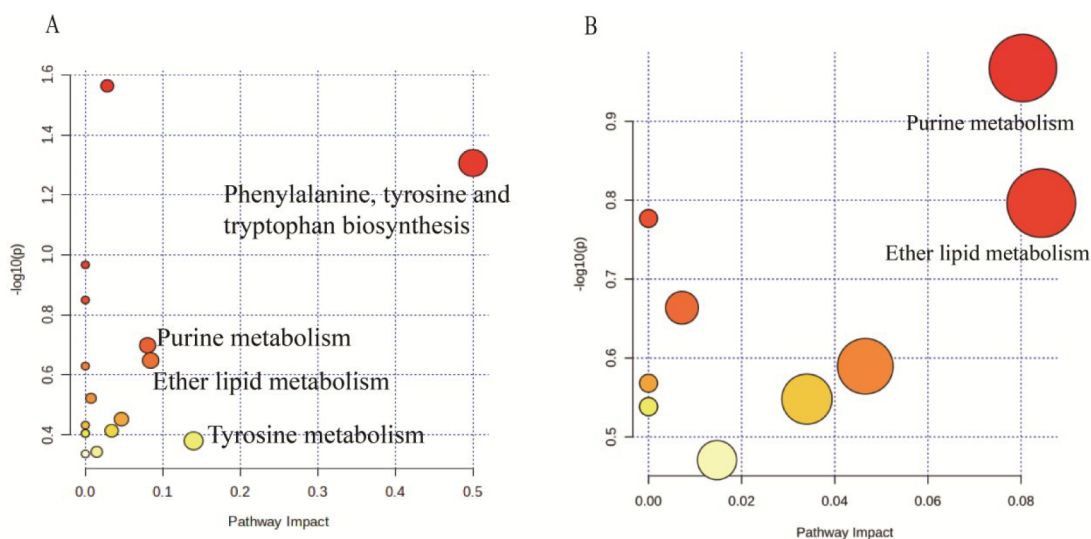 A
1.6
1.4
1.2
1.0
0.8
0.6
0.4
-log10(p)
Phenylalanine, tyrosine and
tryptophan biosynthesis
Purine metabolism
Ether lipid metabolism
Tyrosine metabolism
0.0 0.1 0.2 0.3 0.4 0.5
Pathway Impact
B
0.9
0.8
0.7
0.6
0.5
-log10(p)
Purine metabolism
Ether lipid metabolism
0.00 0.02 0.04 0.06 0.08
Pathway Impact